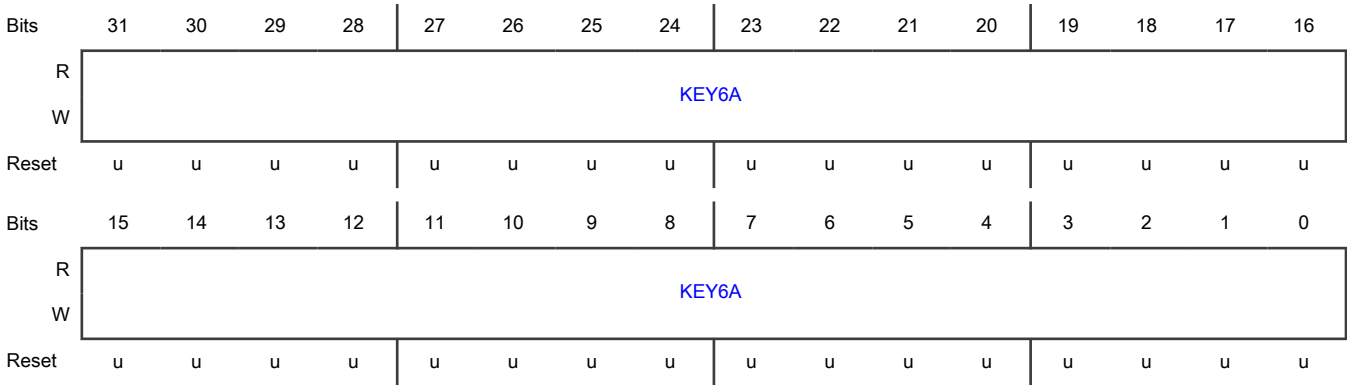 Bits 31 30 29 28 27 26 25 24 23 22 21 20 19 18 17 16
R
KEY6A
W
Reset u u u u u u u u u u u u u u u u
Bits 15 14 13 12 11 10 9 8 7 6 5 4 3 2 1 0
R
KEY6A
W
Reset u u u u u u u u u u u u u u u u